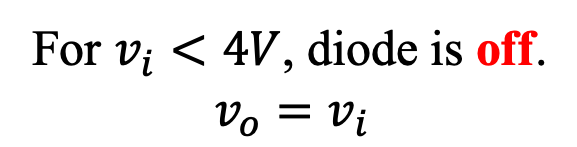 For 𝑣ᵢ < 4𝑉, diode is off.
𝑣ₒ = 𝑣ᵢ